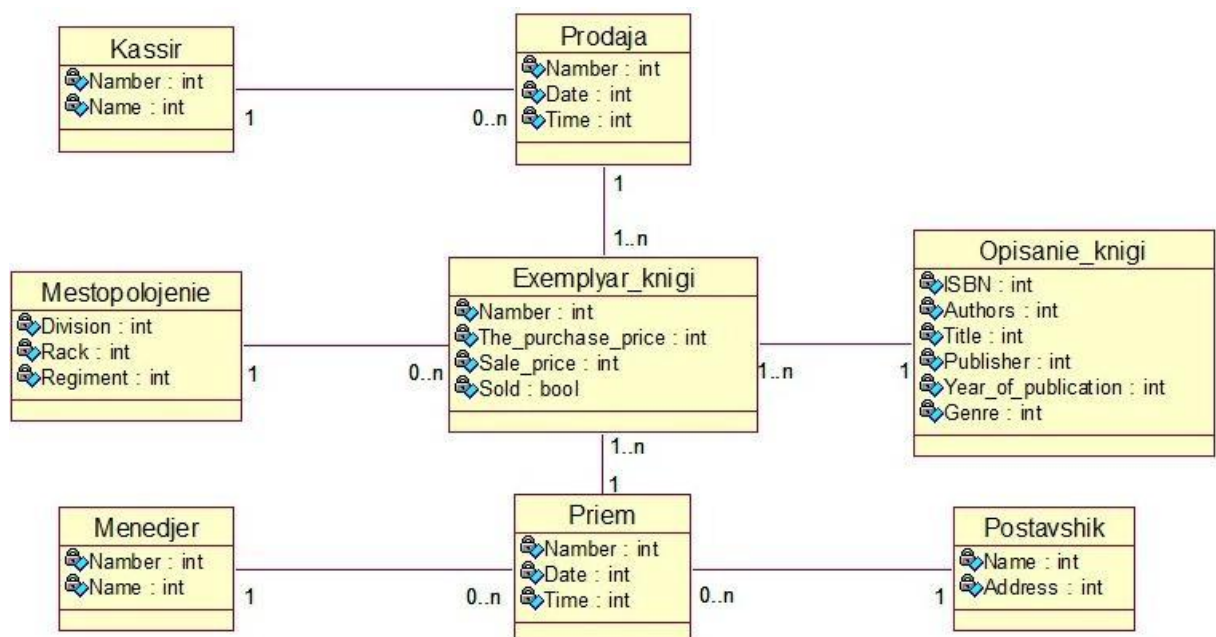 Kassir
Namber : int
Name : int
1
0..n
Prodaja
Namber : int
Date : int
Time : int
1
1..n
Mestopolojenie
Division : int
Rack : int
Regiment : int
1
0..n
Exemplyar_knigi
Namber : int
The_purchase_price : int
Sale_price : int
Sold : bool
1..n
1
Opisanie_knigi
ISBN : int
Authors : int
Title : int
Publisher : int
Year_of_publication : int
Genre : int
1..n
1
Menedjer
Namber : int
Name : int
1
0..n
Priem
Namber : int
Date : int
Time : int
0..n
1
Postavshik
Name : int
Address : int